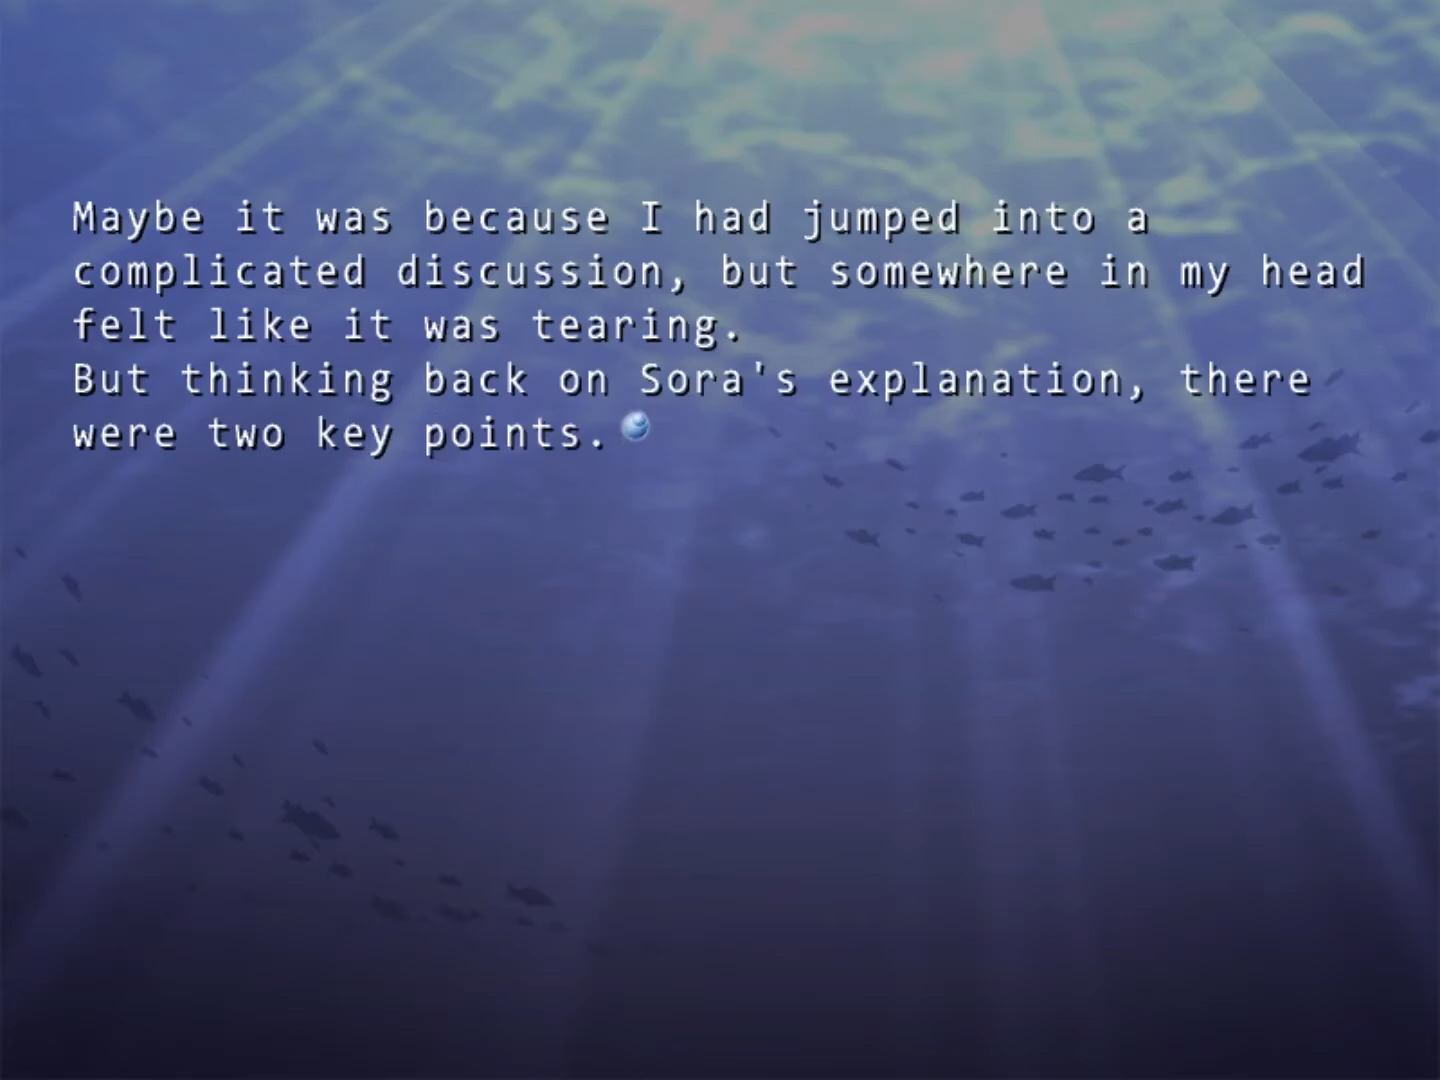 Maybe it was because I had jumped into a
complicated discussion, but somewhere in my head
felt like it was tearing.
But thinking back on Sora's explanation, there
were two key points.